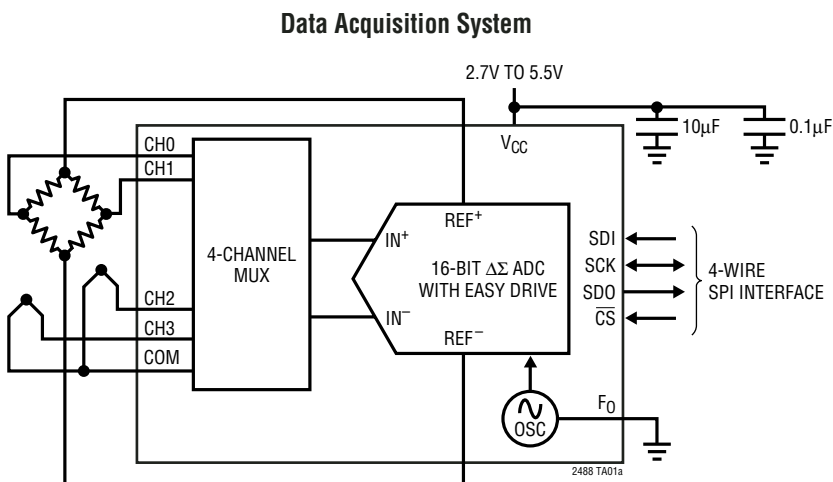 Data Acquisition System
2.7V TO 5.5V
10µF
0.1µF
VCC
CH0
CH1
CH2
CH3
COM
4-CHANNEL
MUX
IN+
IN−
REF+
16-BIT ΔΣ ADC
WITH EASY DRIVE
REF−
SDI
SCK
SDO
CS
4-WIRE
SPI INTERFACE
OSC
FO
2488 TA01a